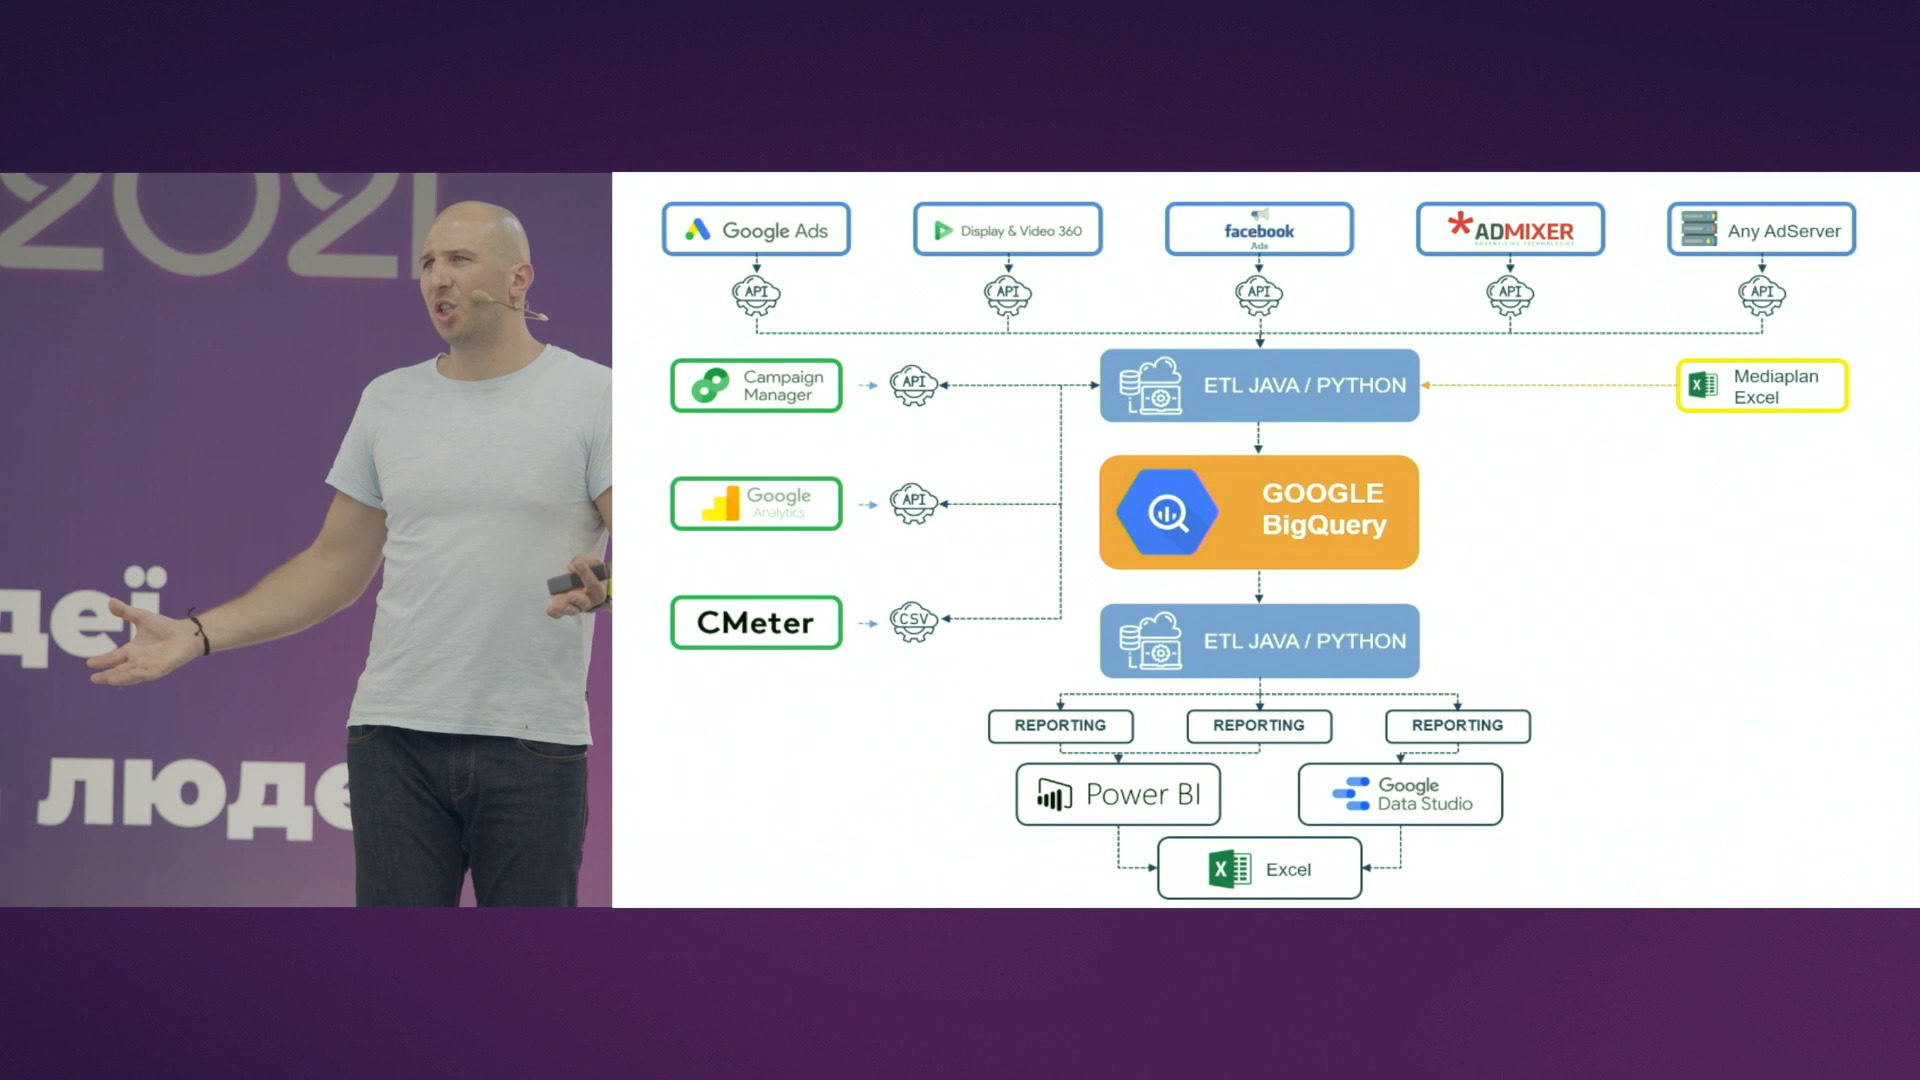 2021
деї
люде
Google Ads
Display & Video 360
facebook
Ads
ADMIXER
ADVERTISING TECHNOLOGIES
Any AdServer
API
API
API
API
API
Campaign
Manager
API
ETL JAVA / PYTHON
Mediaplan
Excel
Google
Analytics
API
GOOGLE
BigQuery
CMeter
CSV
ETL JAVA / PYTHON
REPORTING
REPORTING
REPORTING
Power BI
Google
Data Studio
Excel